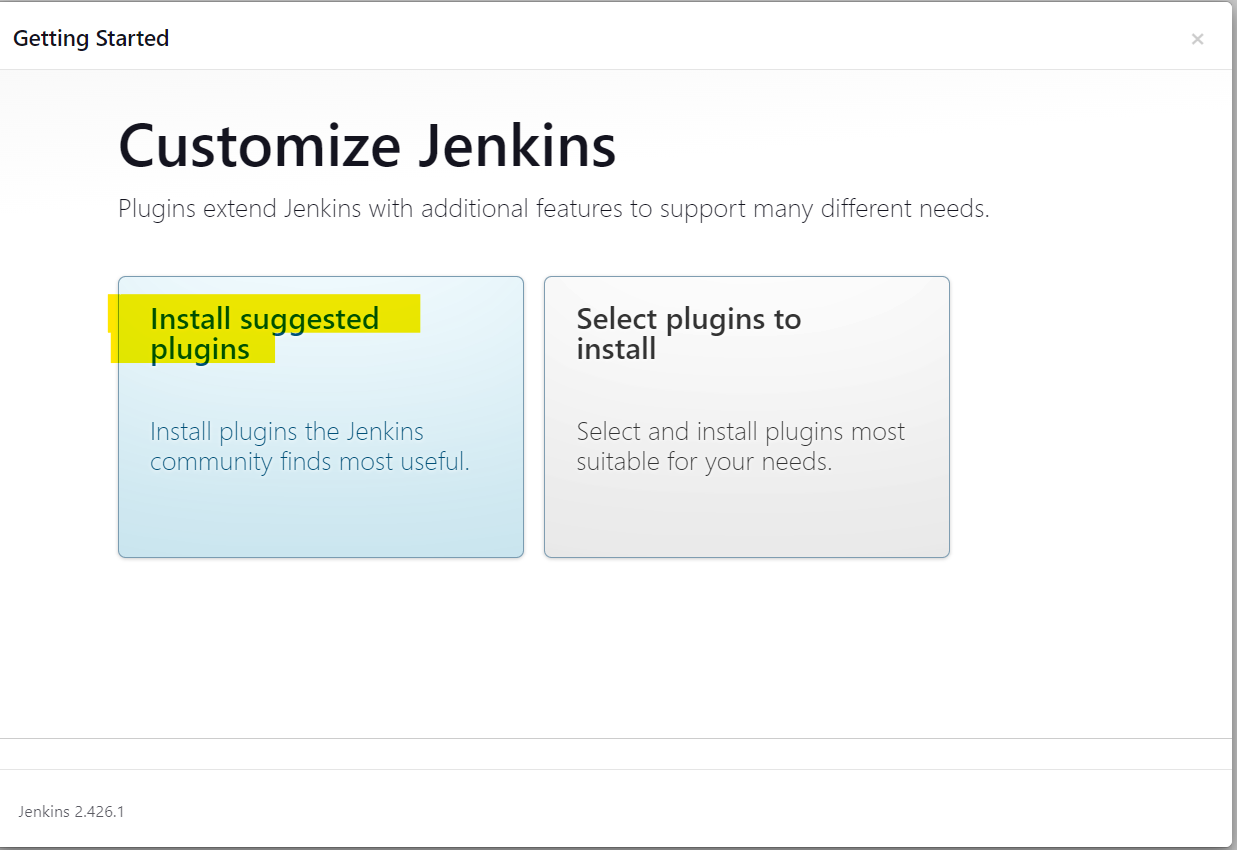 Getting Started
×
Customize Jenkins
Plugins extend Jenkins with additional features to support many different needs.
Install suggested
plugins
Install plugins the Jenkins
community finds most useful.
Select plugins to
install
Select and install plugins most
suitable for your needs.
Jenkins 2.426.1